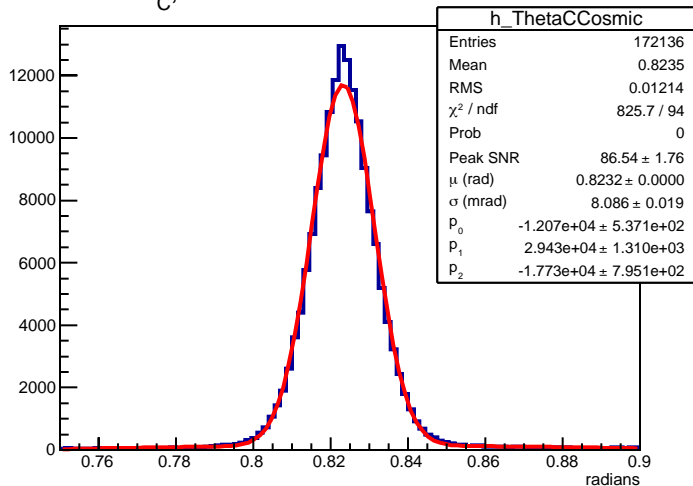 C,
h_ThetaCCosmic
Entries 172136
Mean 0.8235
RMS 0.01214
χ² / ndf 825.7 / 94
Prob 0
Peak SNR 86.54 ± 1.76
μ (rad) 0.8232 ± 0.0000
σ (mrad) 8.086 ± 0.019
p₀ -1.207e+04 ± 5.371e+02
p₁ 2.943e+04 ± 1.310e+03
p₂ -1.773e+04 ± 7.951e+02
12000
10000
8000
6000
4000
2000
0
0.76 0.78 0.8 0.82 0.84 0.86 0.88 0.9
radians